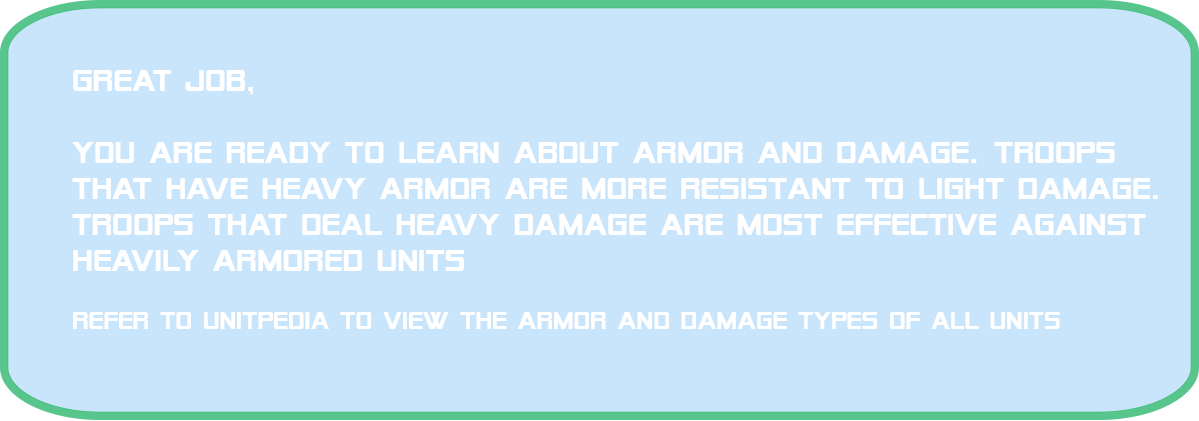 GREAT JOB,
YOU ARE READY TO LEARN ABOUT ARMOR AND DAMAGE. TROOPS
THAT HAVE HEAVY ARMOR ARE MORE RESISTANT TO LIGHT DAMAGE.
TROOPS THAT DEAL HEAVY DAMAGE ARE MOST EFFECTIVE AGAINST
HEAVILY ARMORED UNITS
REFER TO UNITPEDIA TO VIEW THE ARMOR AND DAMAGE TYPES OF ALL UNITS